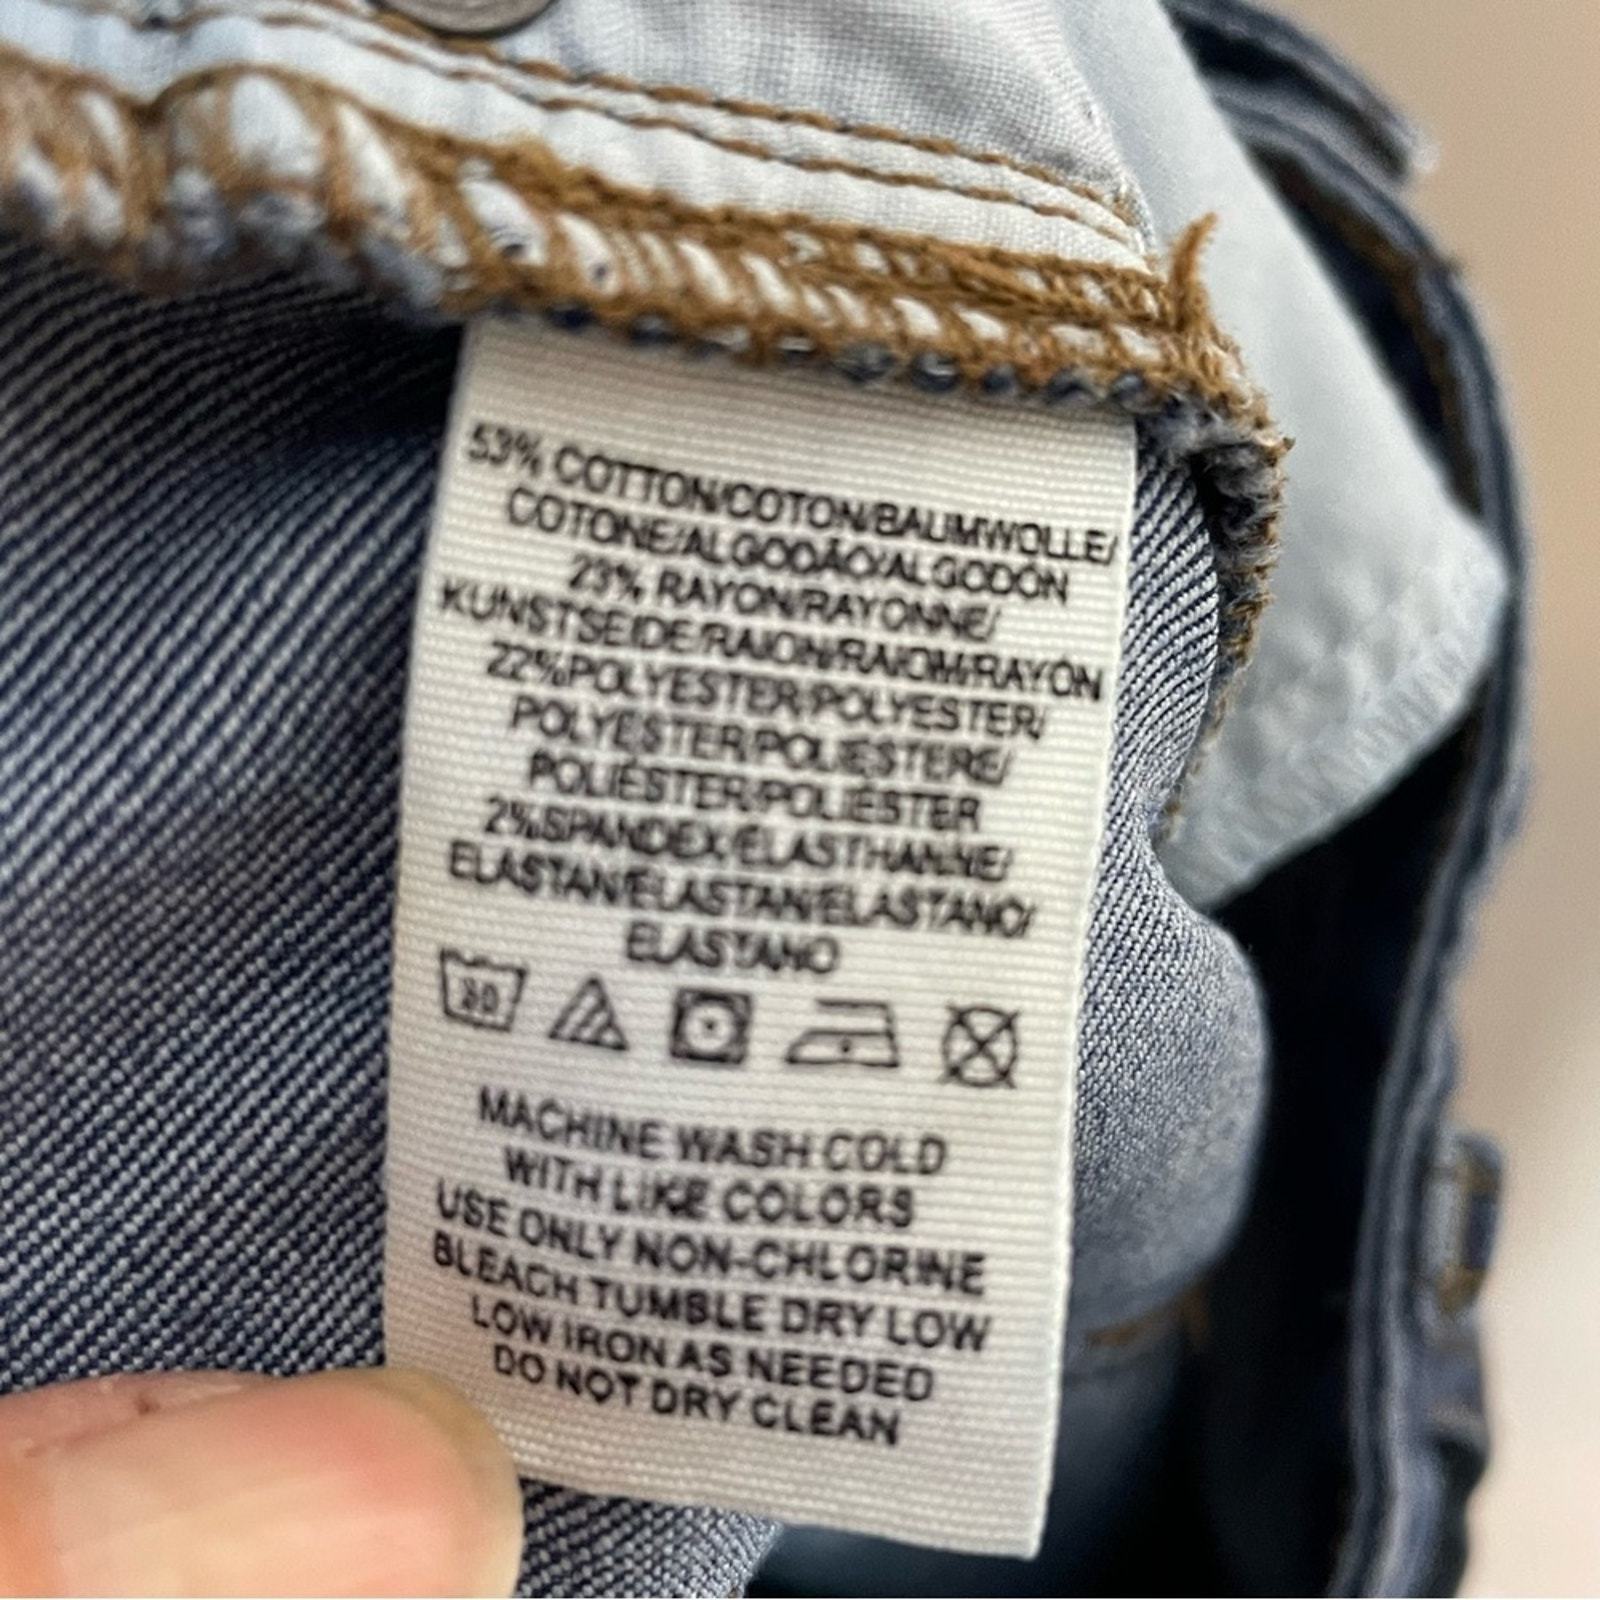 53% COTTON/COTON/BAUMWOLLE/
COTONE/ALGODÃO/ALGODÓN
23% RAYON/RAYONNE/
KUNSTSEIDE/RAION/RAIOM/RAYÓN
22%POLYESTER/POLYESTER/
POLYESTER/POLIESTERE/
POLIÉSTER/POLIÉSTER
2%SPANDEX/ÉLASTHANNE/
ELASTAN/ELASTAN/ELASTANO/
ELASTANO
30
MACHINE WASH COLD
WITH LIKE COLORS
USE ONLY NON-CHLORINE
BLEACH TUMBLE DRY LOW
LOW IRON AS NEEDED
DO NOT DRY CLEAN